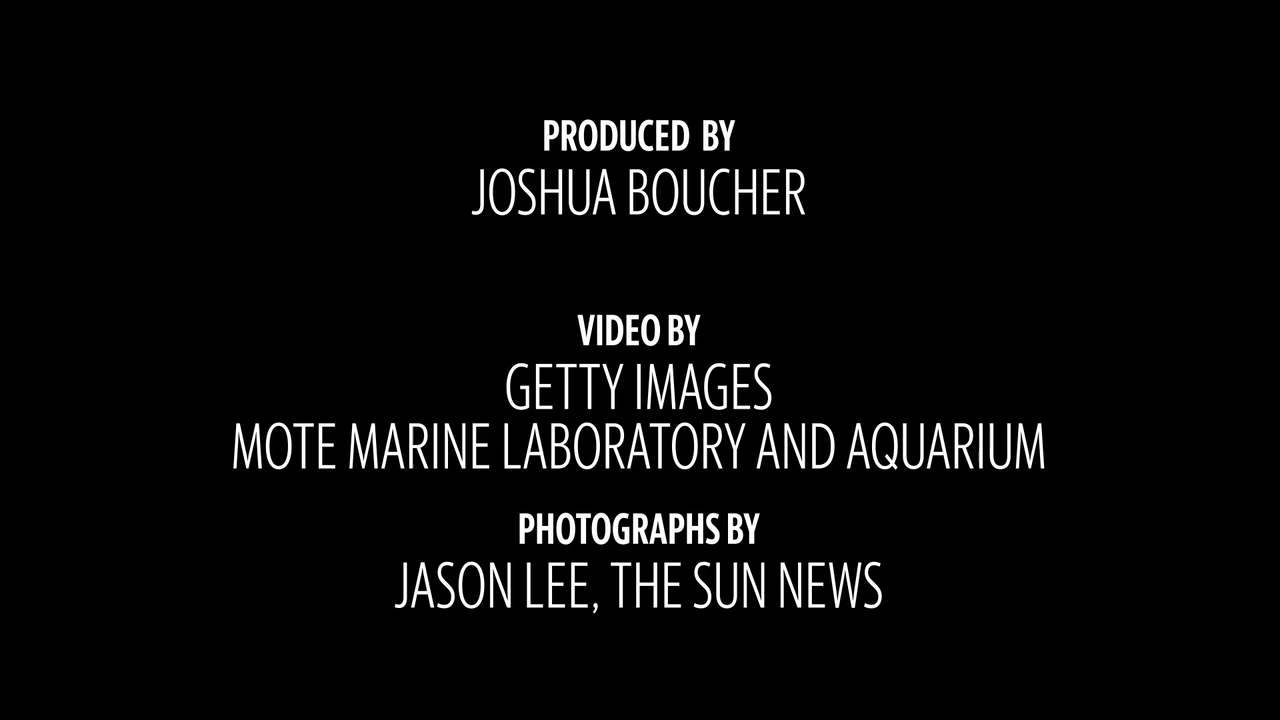 PRODUCED BY
JOSHUA BOUCHER
VIDEO BY
GETTY IMAGES
MOTE MARINE LABORATORY AND AQUARIUM
PHOTOGRAPHS BY
JASON LEE, THE SUN NEWS